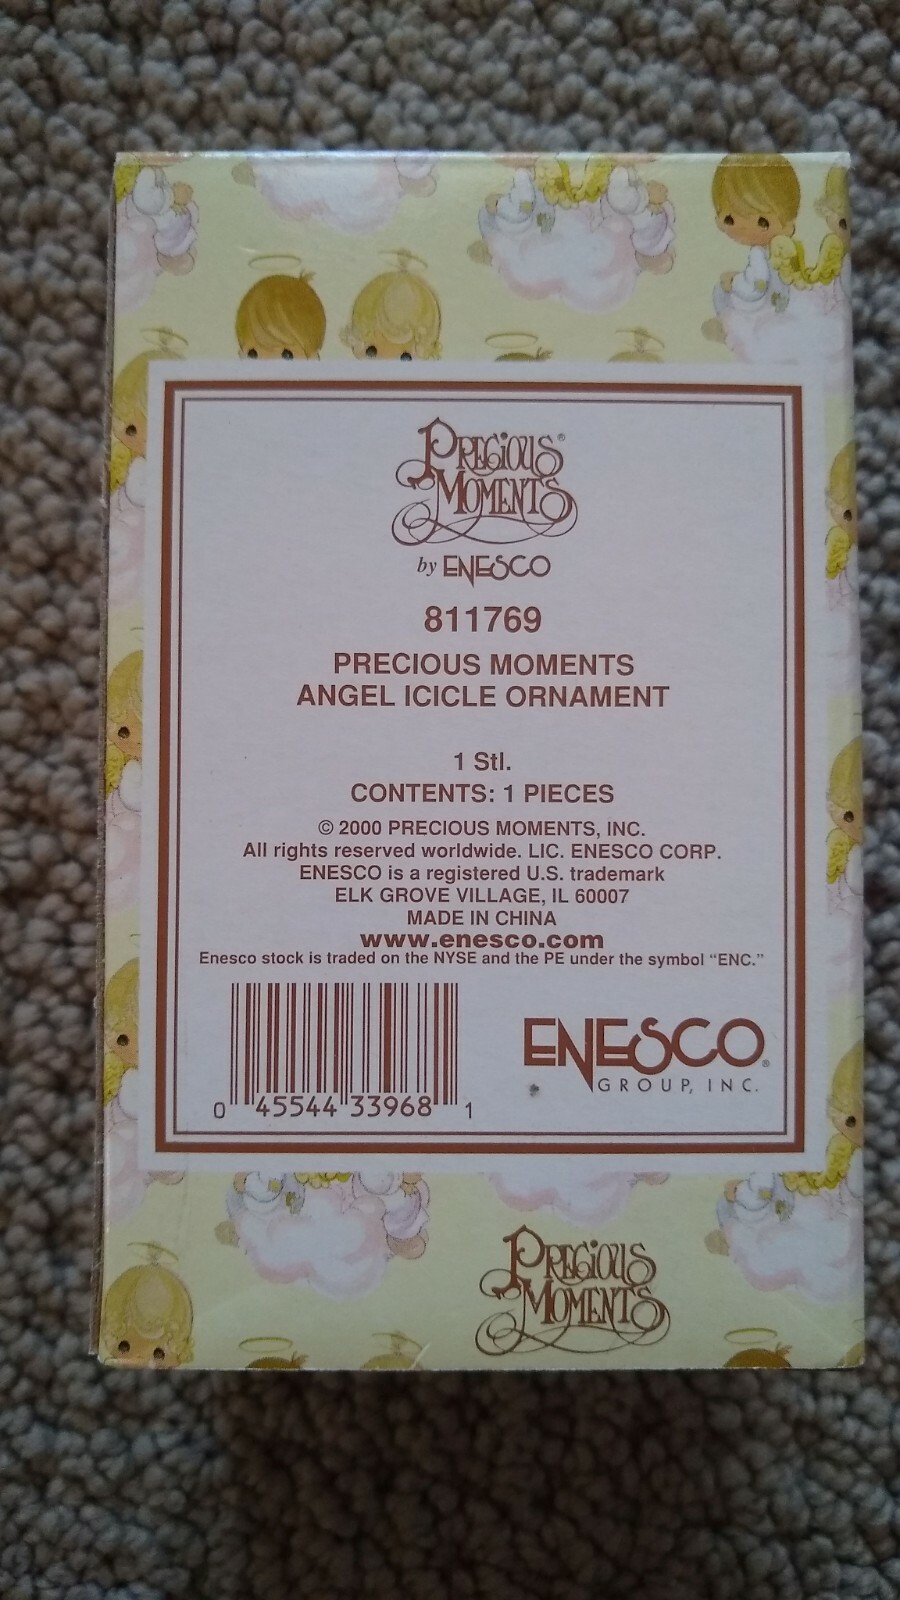 PRECIOUS®
MOMENTS
by ENESCO
811769
PRECIOUS MOMENTS
ANGEL ICICLE ORNAMENT
1 Stl.
CONTENTS: 1 PIECES
© 2000 PRECIOUS MOMENTS, INC.
All rights reserved worldwide. LIC. ENESCO CORP.
ENESCO is a registered U.S. trademark
ELK GROVE VILLAGE, IL 60007
MADE IN CHINA
www.enesco.com
Enesco stock is traded on the NYSE and the PE under the symbol “ENC.”
ENESCO®
GROUP, INC.
0 45544 33968 1
PRECIOUS
MOMENTS